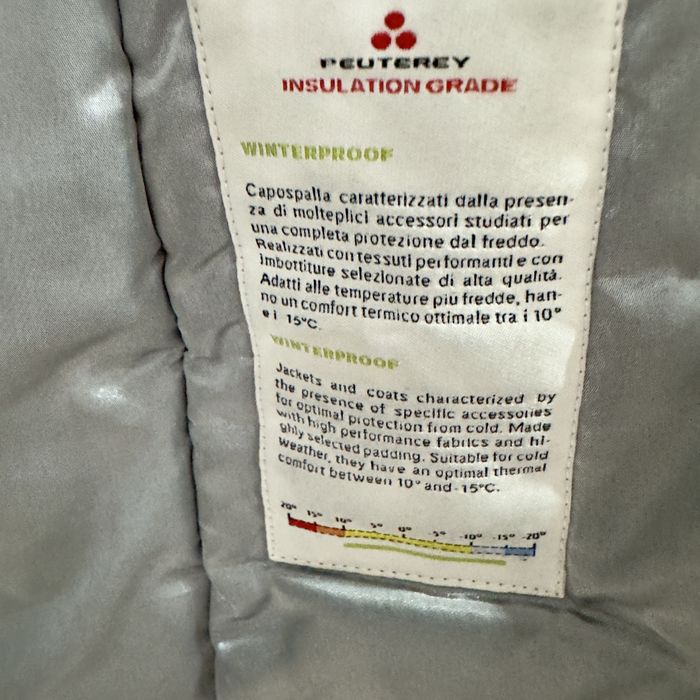 PEUTEREY
INSULATION GRADE
WINTERPROOF
Capospalla caratterizzati dalla presen-
za di molteplici accessori studiati per
una completa protezione dal freddo.
Realizzati con tessuti performanti e con
imbottiture selezionate di alta qualità.
Adatti alle temperature piu fredde, han-
no un comfort termico ottimale tra i 10°
e i -15°C.
WINTERPROOF
Jackets and coats characterized by
the presence of specific accessories
for optimal protection from cold. Made
with high performance fabrics and hi-
ghly selected padding. Suitable for cold
weather, they have an optimal thermal
comfort between 10° and -15°C.
20° 15° 10° 5° 0° 5° -10° -15° -20°